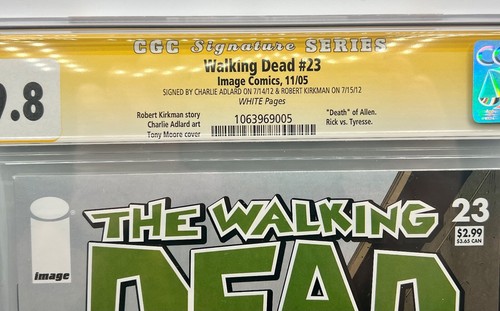 CGC Signature SERIES
Walking Dead #23
Image Comics, 11/05
SIGNED BY CHARLIE ADLARD ON 7/14/12 & ROBERT KIRKMAN ON 7/15/12
WHITE Pages
9.8
Robert Kirkman story
Charlie Adlard art
Tony Moore cover
1063969005
"Death" of Allen.
Rick vs. Tyresse.
image
THE WALKING
DEAD
23
$2.99
$3.65 CAN